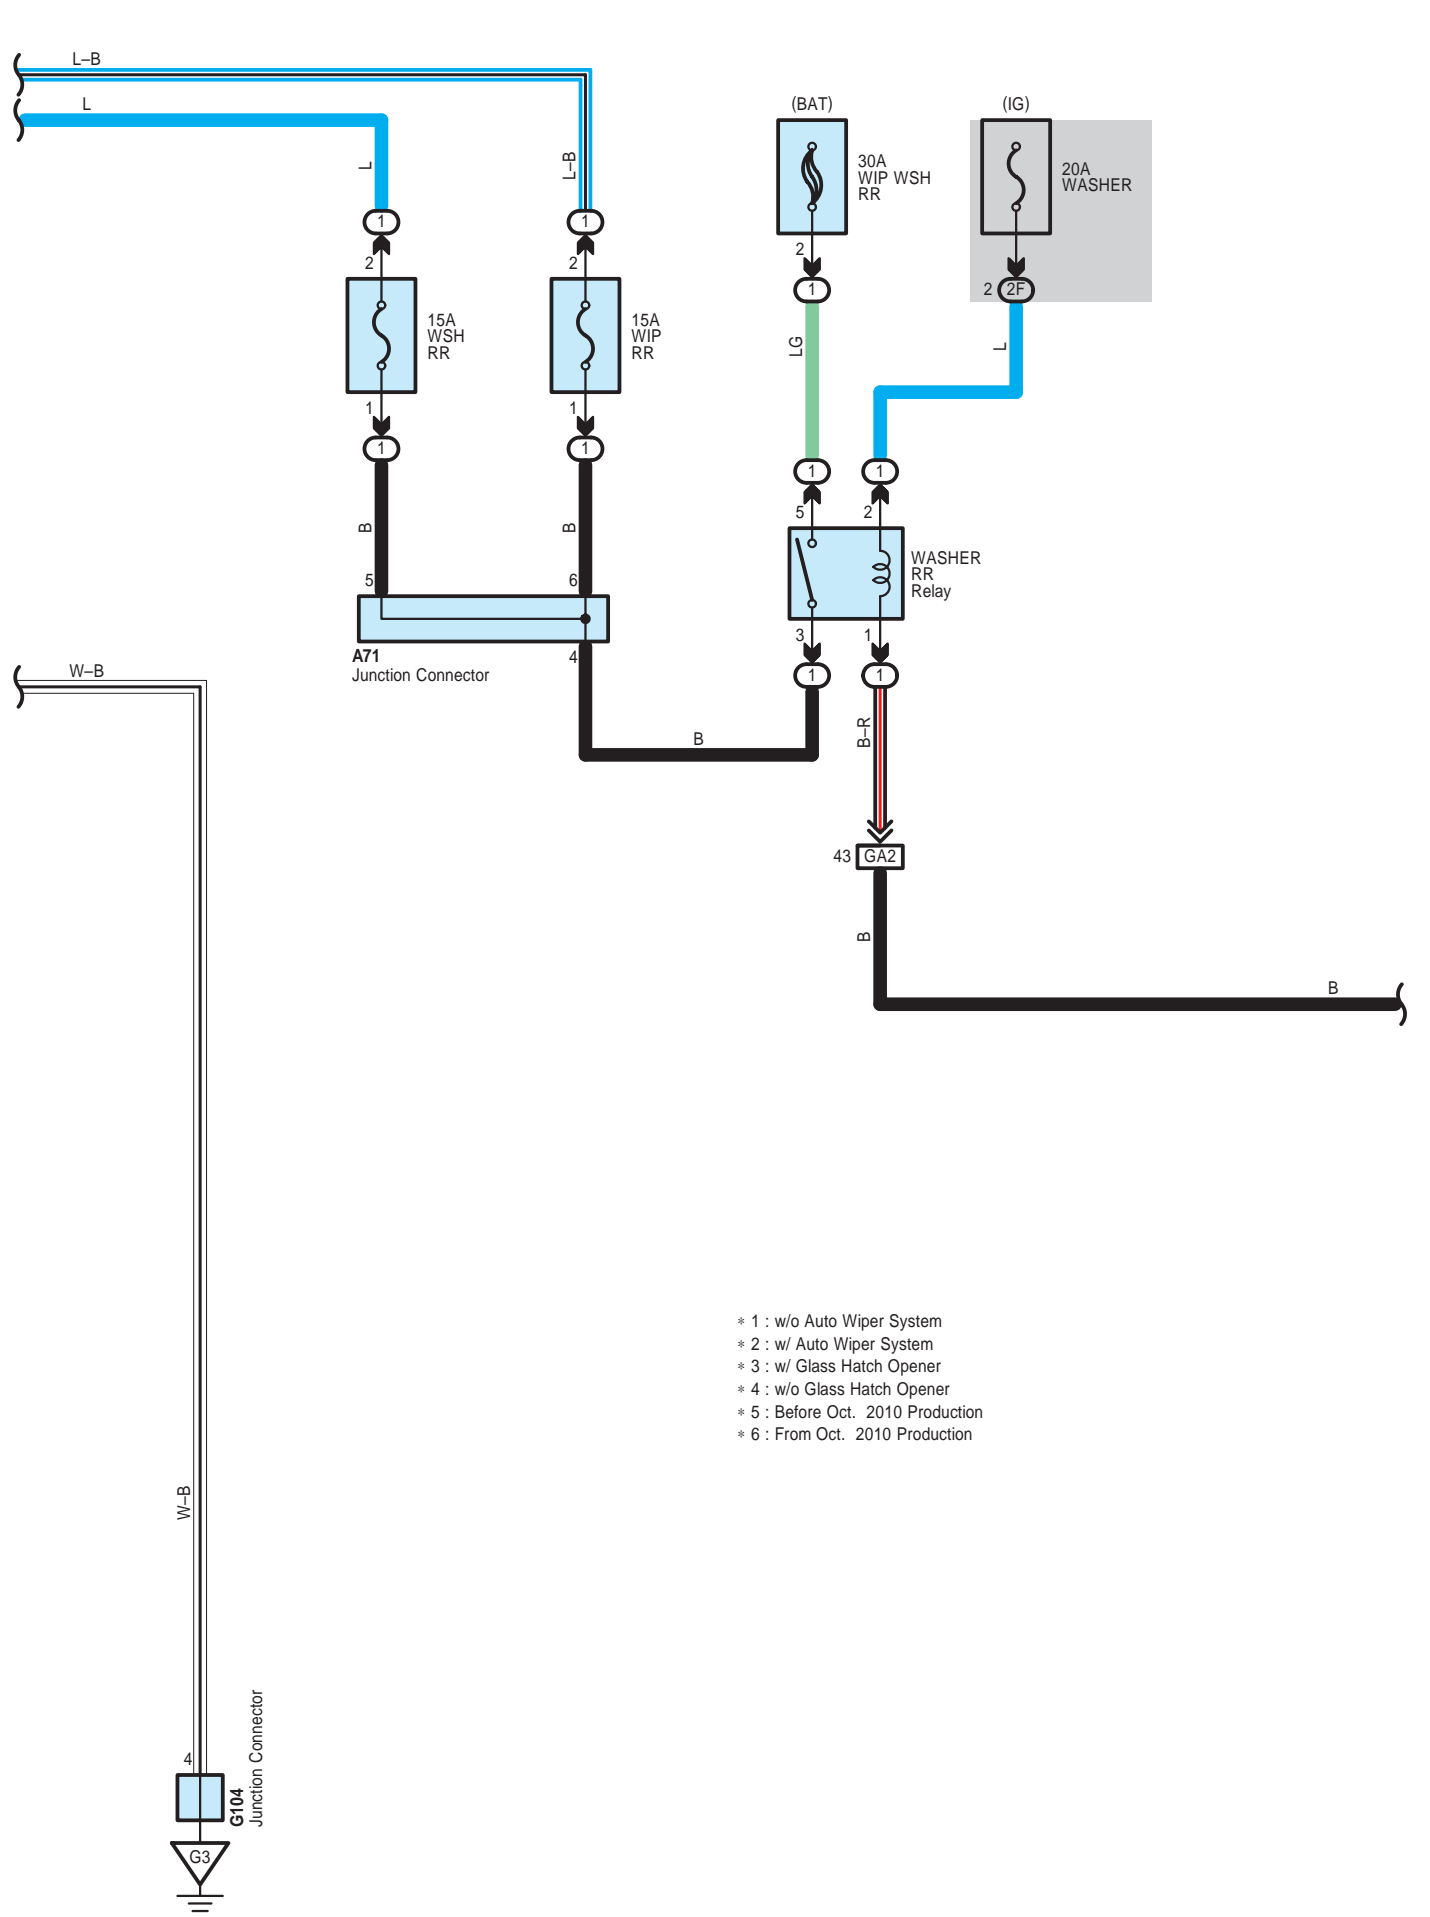 L–B
L
L
L–B
(BAT)
(IG)
30A
WIP WSH
RR
20A
WASHER
1
1
2
2
2
1
2
2F
15A
WSH
RR
15A
WIP
RR
LG
L
1
1
1
1
1
1
B
B
5
2
WASHER
RR
Relay
5
6
3
1
A71
Junction Connector
4
1
1
W–B
B
B–R
43
GA2
B
B
∗ 1 : w/o Auto Wiper System
∗ 2 : w/ Auto Wiper System
∗ 3 : w/ Glass Hatch Opener
∗ 4 : w/o Glass Hatch Opener
∗ 5 : Before Oct. 2010 Production
∗ 6 : From Oct. 2010 Production
W–B
4
G104
Junction Connector
G3